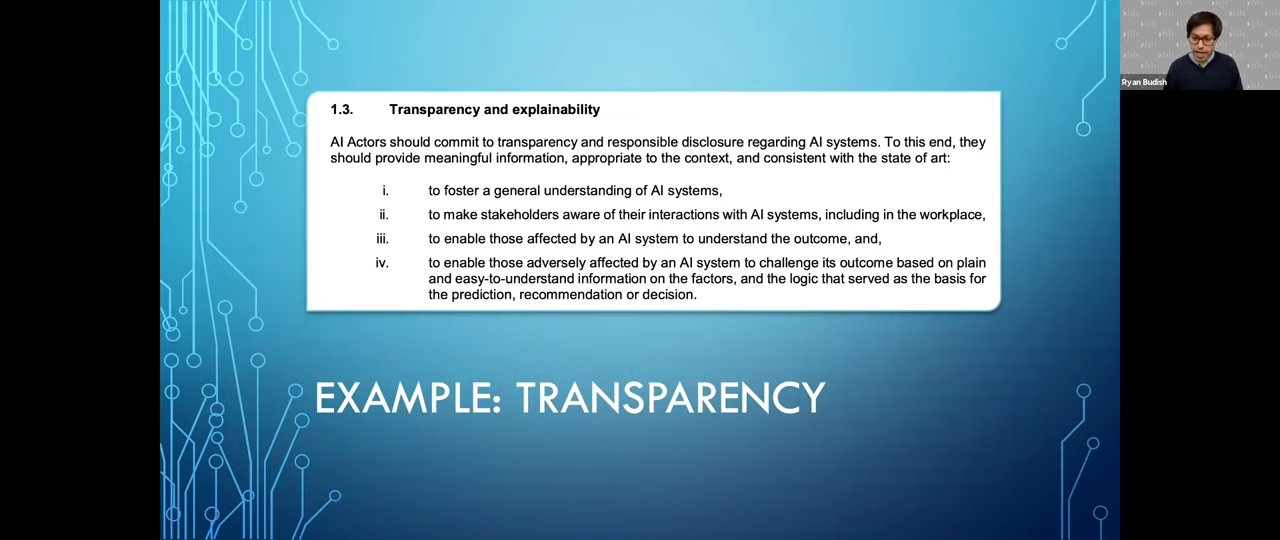 1.3. Transparency and explainability
AI Actors should commit to transparency and responsible disclosure regarding AI systems. To this end, they
should provide meaningful information, appropriate to the context, and consistent with the state of art:
i. to foster a general understanding of AI systems,
ii. to make stakeholders aware of their interactions with AI systems, including in the workplace,
iii. to enable those affected by an AI system to understand the outcome, and,
iv. to enable those adversely affected by an AI system to challenge its outcome based on plain
and easy-to-understand information on the factors, and the logic that served as the basis for
the prediction, recommendation or decision.
EXAMPLE: TRANSPARENCY
Ryan Budish